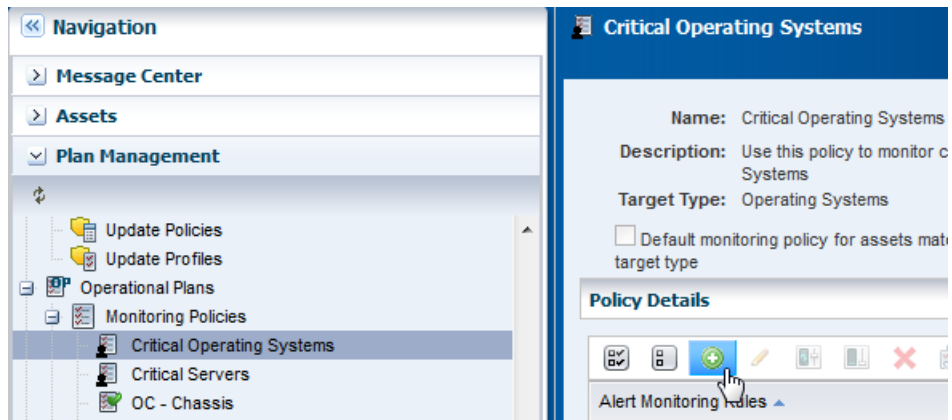 Navigation
Message Center
Assets
Plan Management
Update Policies
Update Profiles
Operational Plans
Monitoring Policies
Critical Operating Systems
Critical Servers
OC - Chassis
Critical Operating Systems
Name: Critical Operating Systems
Description: Use this policy to monitor c
Systems
Target Type: Operating Systems
Default monitoring policy for assets mat
target type
Policy Details
Alert Monitoring Rules